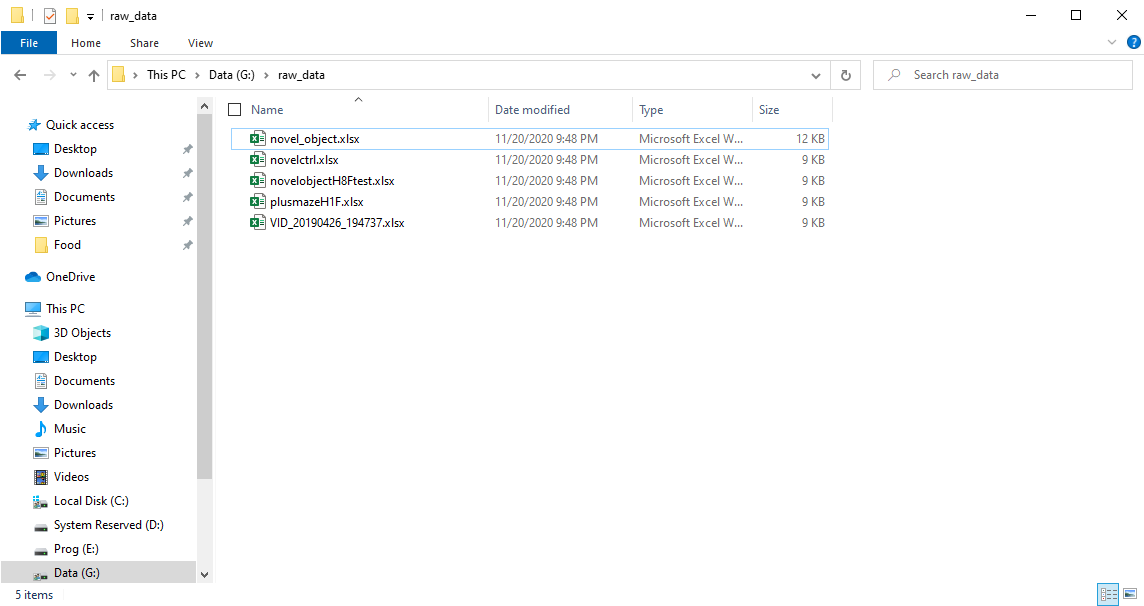 raw_data
File Home Share View
This PC Data (G:) raw_data
Search raw_data
Name Date modified Type Size
novel_object.xlsx 11/20/2020 9:48 PM Microsoft Excel W... 12 KB
novelctrl.xlsx 11/20/2020 9:48 PM Microsoft Excel W... 9 KB
novelobjectH8Ftest.xlsx 11/20/2020 9:48 PM Microsoft Excel W... 9 KB
plusmazeH1F.xlsx 11/20/2020 9:48 PM Microsoft Excel W... 9 KB
VID_20190426_194737.xlsx 11/20/2020 9:48 PM Microsoft Excel W... 9 KB
Quick access
Desktop
Downloads
Documents
Pictures
Food
OneDrive
This PC
3D Objects
Desktop
Documents
Downloads
Music
Pictures
Videos
Local Disk (C:)
System Reserved (D:)
Prog (E:)
Data (G:)
5 items